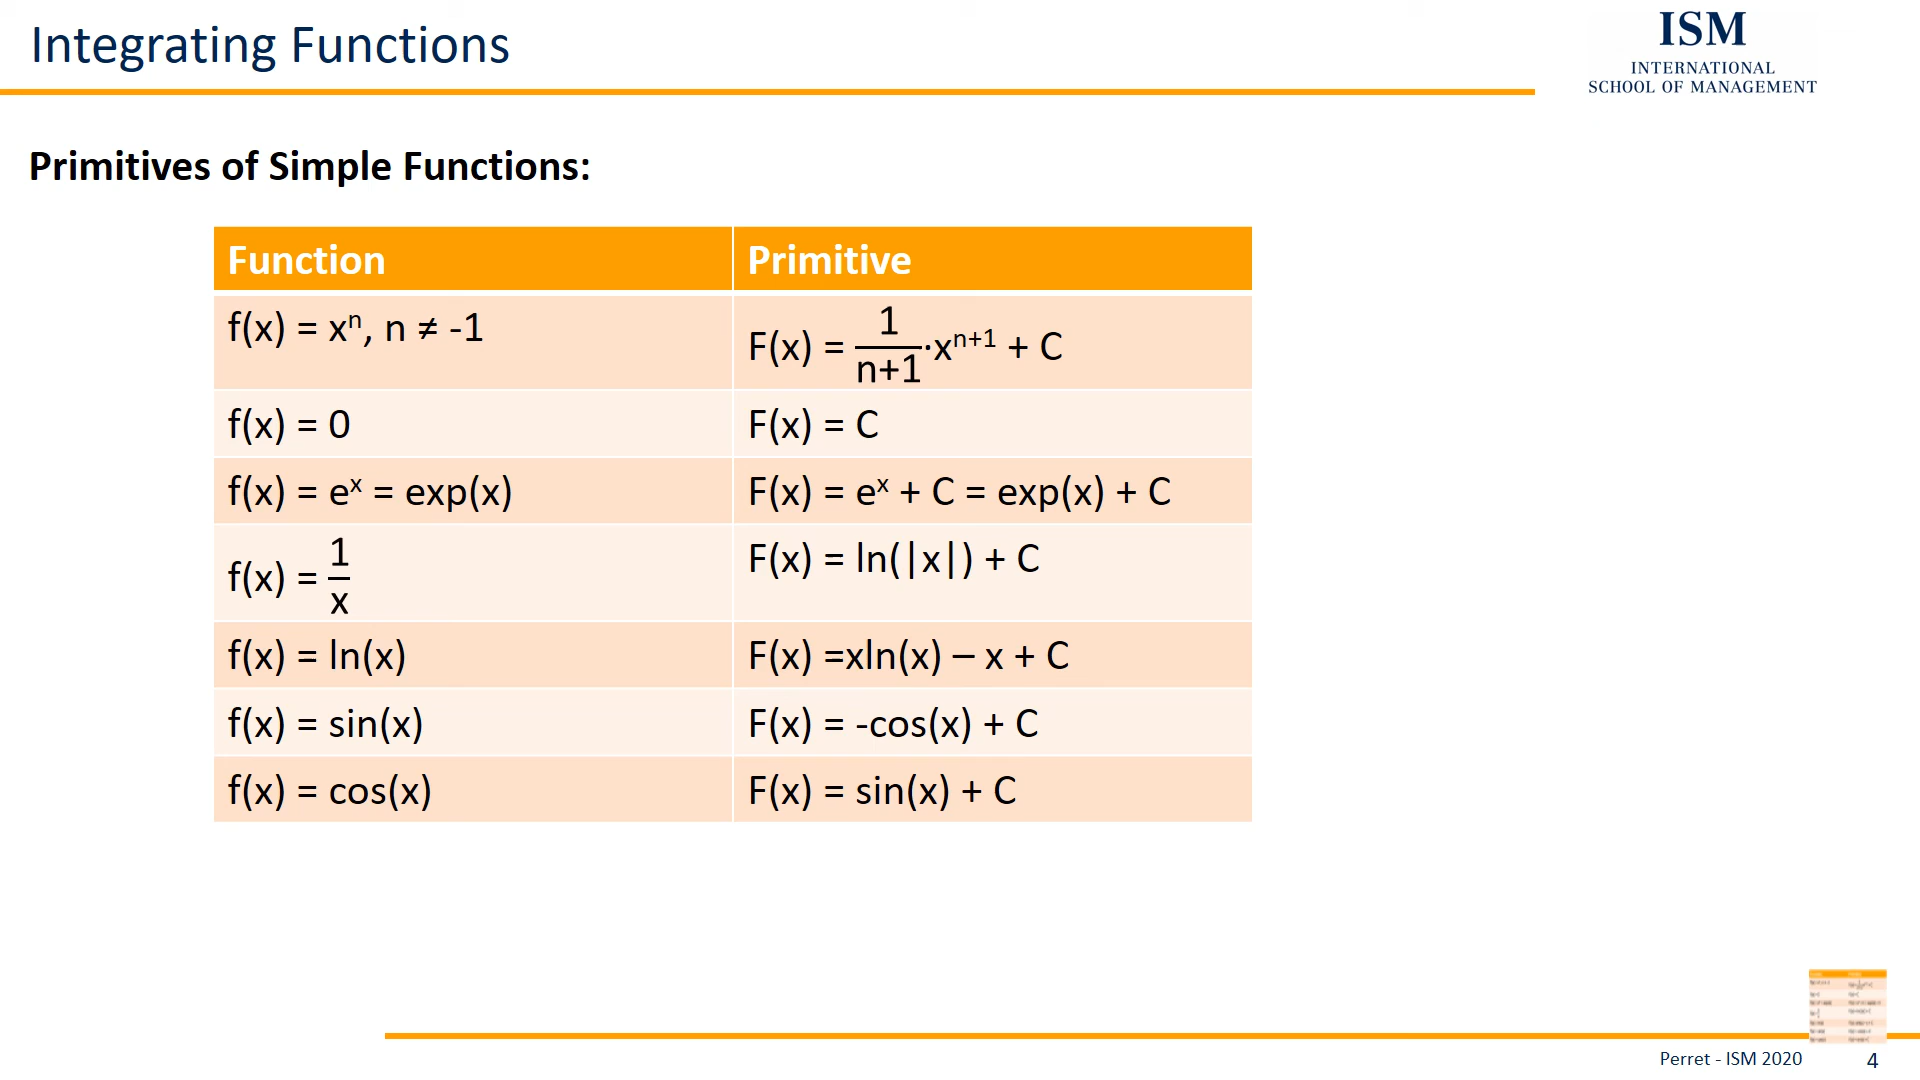 Integrating Functions
ISM
INTERNATIONAL
SCHOOL OF MANAGEMENT
Primitives of Simple Functions:
Function Primitive
f(x) = xⁿ, n ≠ -1 F(x) = 1/(n+1)·xⁿ⁺¹ + C
f(x) = 0 F(x) = C
f(x) = eˣ = exp(x) F(x) = eˣ + C = exp(x) + C
f(x) = 1/x F(x) = ln(|x|) + C
f(x) = ln(x) F(x) =xln(x) – x + C
f(x) = sin(x) F(x) = -cos(x) + C
f(x) = cos(x) F(x) = sin(x) + C
Perret - ISM 2020 4